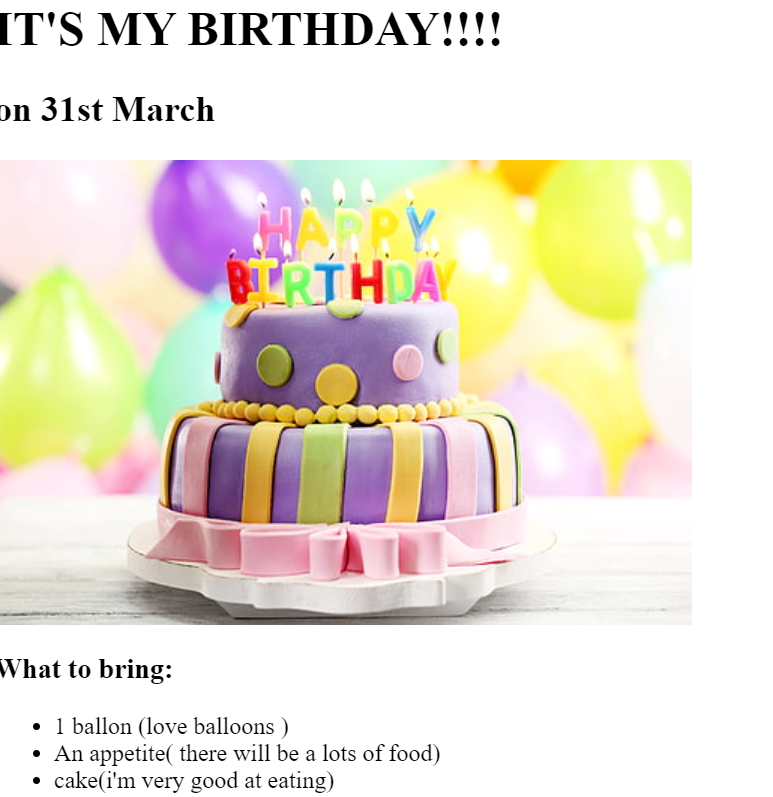 IT'S MY BIRTHDAY!!!!
on 31st March
HAPPY
BIRTHDAY
What to bring:
1 ballon (love balloons )
An appetite( there will be a lots of food)
cake(i'm very good at eating)